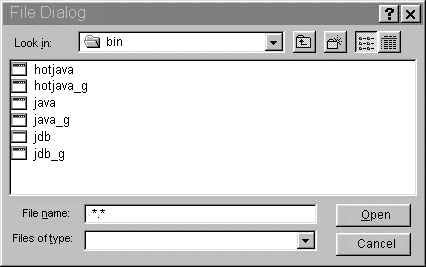 File Dialog
Look in: bin
hotjava
hotjava_g
java
java_g
jdb
jdb_g
File name: *.* Open
Files of type: Cancel